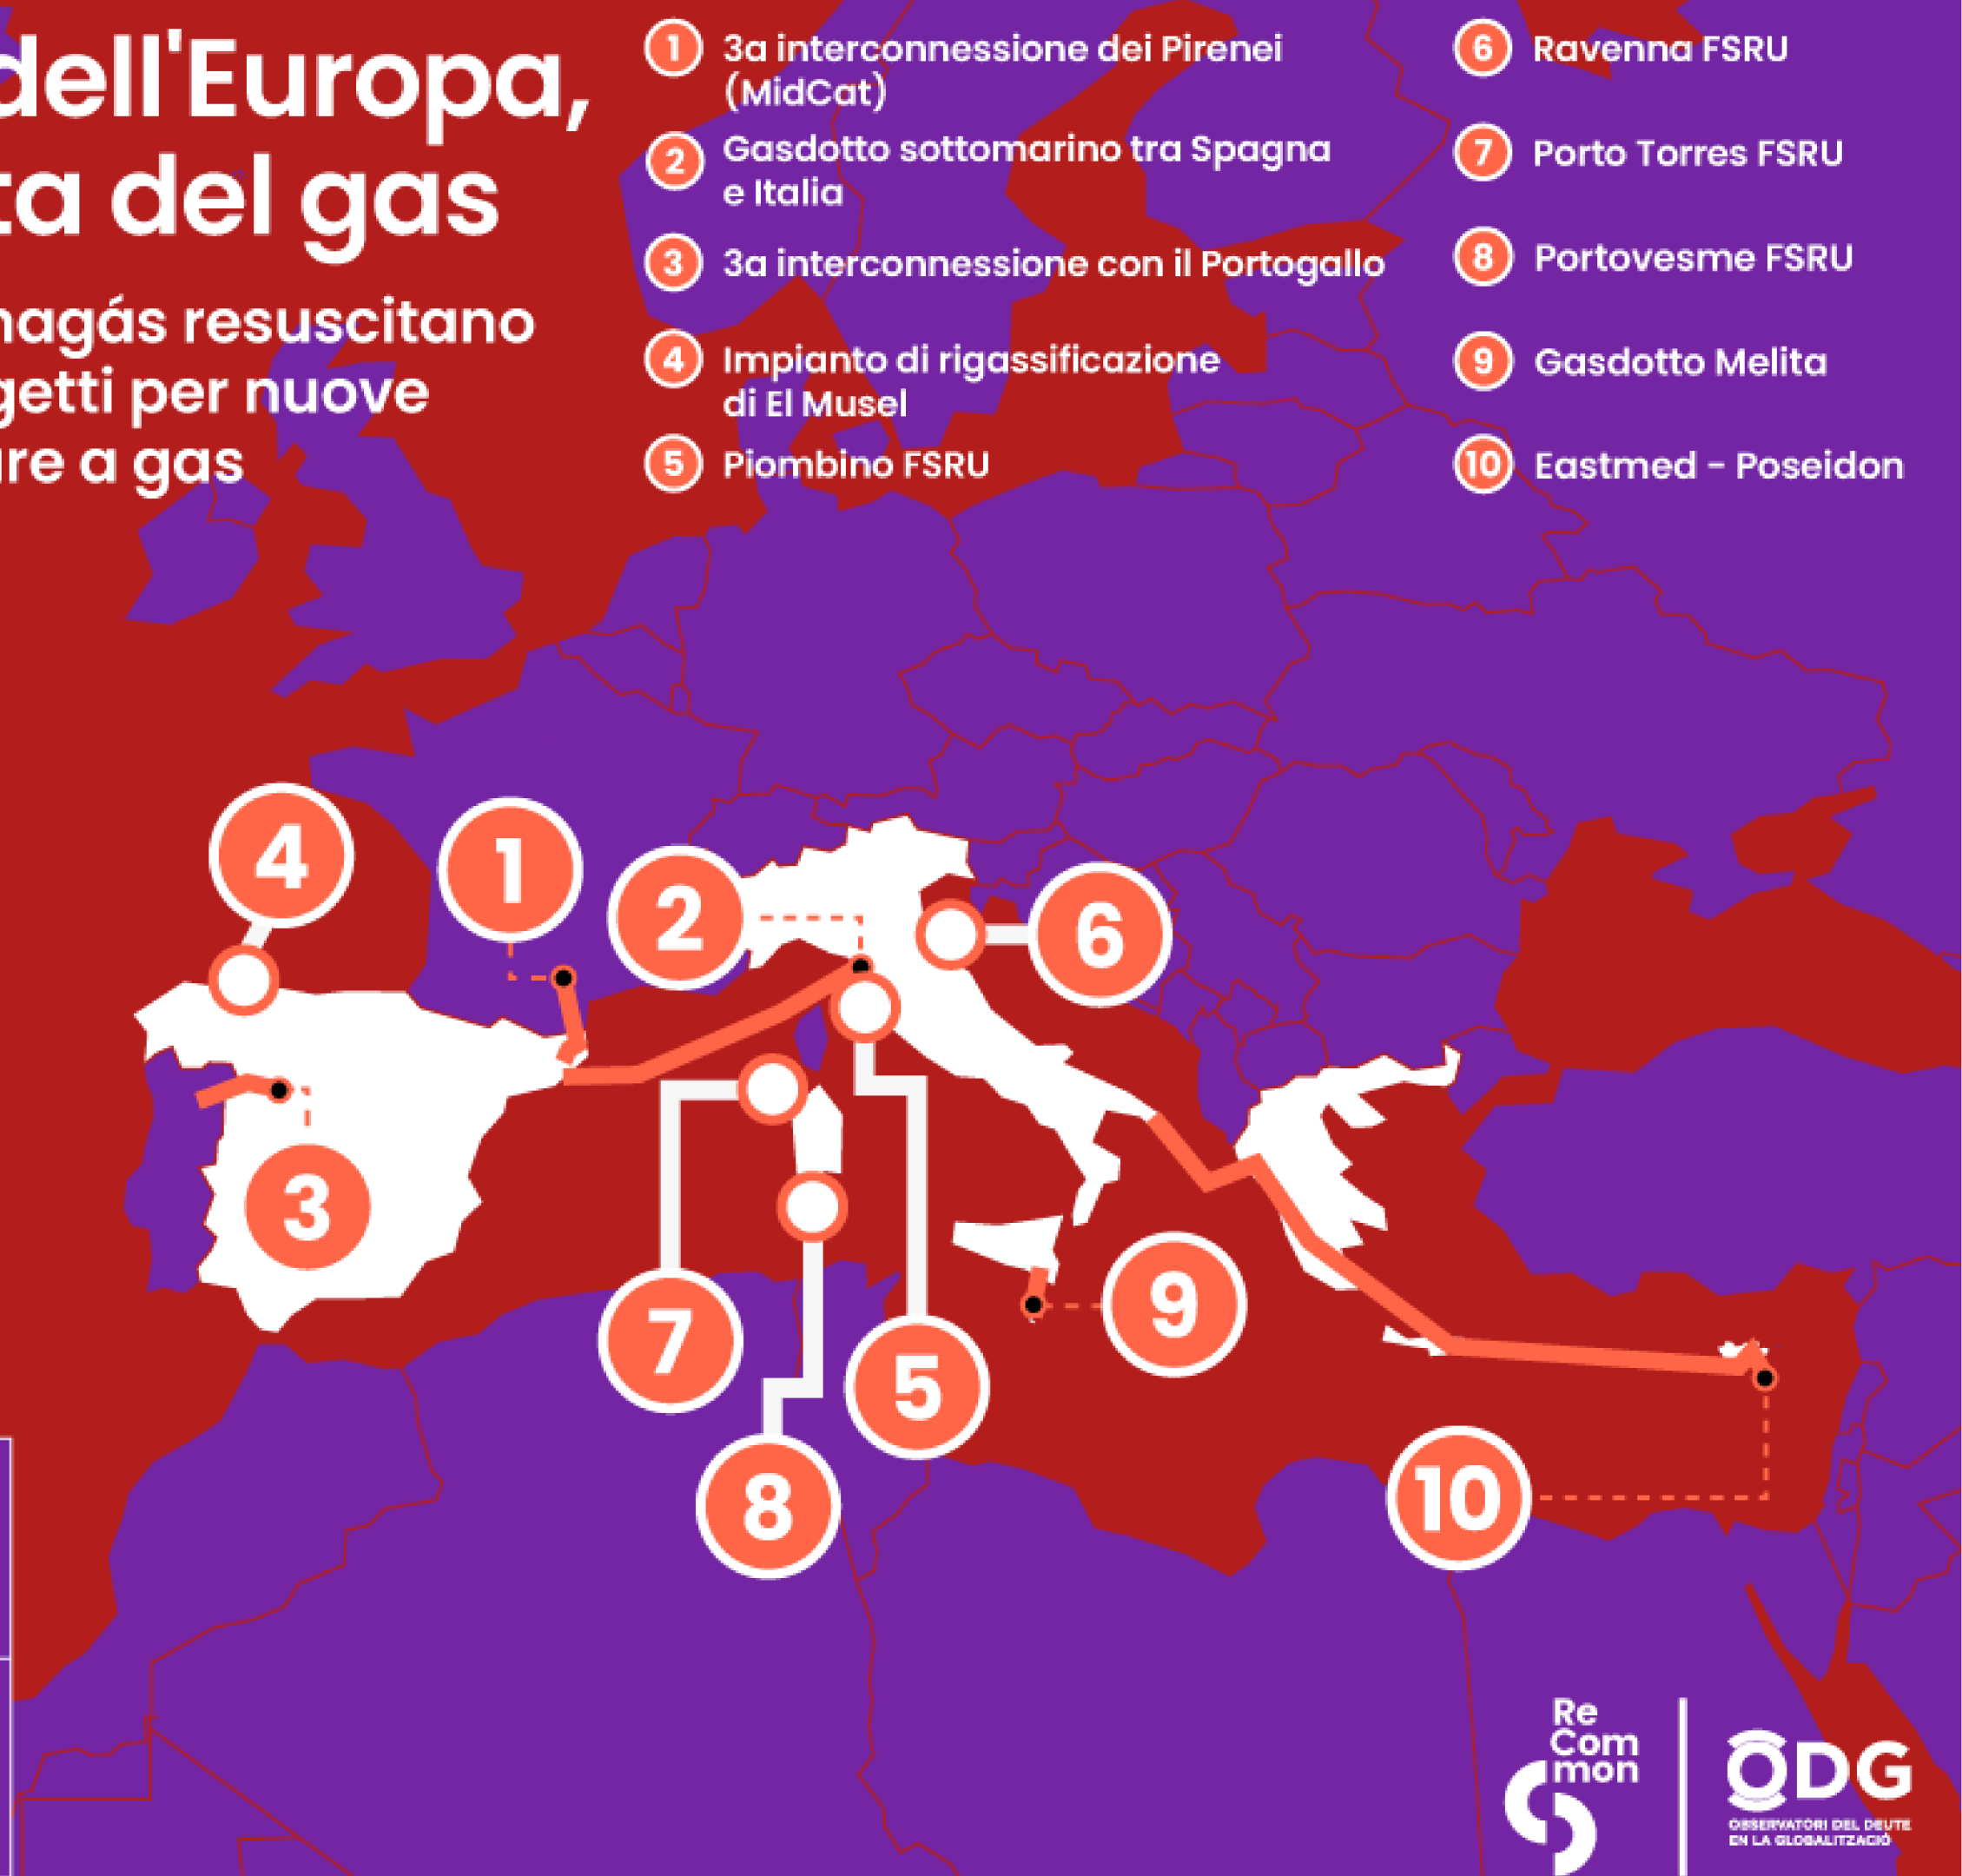 dell'Europa,
ta del gas
nagás resuscitano
getti per nuove
are a gas
1 3a interconnessione dei Pirenei
(MidCat)
2 Gasdotto sottomarino tra Spagna
e Italia
3 3a interconnessione con il Portogallo
4 Impianto di rigassificazione
di El Musel
5 Piombino FSRU
6 Ravenna FSRU
7 Porto Torres FSRU
8 Portovesme FSRU
9 Gasdotto Melita
10 Eastmed - Poseidon
4
1
2
6
3
9
7
5
8
10
Re
Com
mon
ODG
OBSERVATORI DEL DEUTE
EN LA GLOBALITZACIÓ